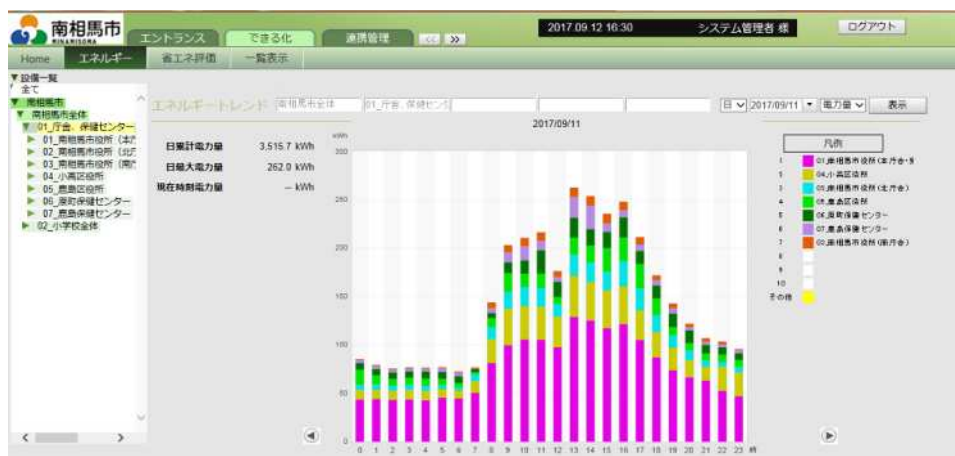 南相馬市
MINAMISOMA
エントランス
できる化
連携管理
<<
>>
2017.09.12 16:30
システム管理者 様
ログアウト
Home
エネルギー
省エネ評価
一覧表示
▼設備一覧
全て
▼ 南相馬市
▼ 南相馬市全体
▼ 01_庁舎、保健センター
▶ 01_南相馬市役所（本庁
▶ 02_南相馬市役所（北庁
▶ 03_南相馬市役所（南庁
▶ 04_小高区役所
▶ 05_鹿島区役所
▶ 06_原町保健センター
▶ 07_鹿島保健センター
▶ 02_小学校全体
エネルギートレンド
南相馬市全体
01_庁舎、保健センタ
日
2017/09/11
電力量
表示
2017/09/11
日累計電力量 3,515.7 kWh
日最大電力量 262.0 kWh
現在時刻電力量 -- kWh
kWh
300
250
200
150
100
50
0
0 1 2 3 4 5 6 7 8 9 10 11 12 13 14 15 16 17 18 19 20 21 22 23 時
凡例
1 01_南相馬市役所(本庁舎・東
2 04_小高区役所
3 02_南相馬市役所(北庁舎)
4 05_鹿島区役所
5 06_原町保健センター
6 07_鹿島保健センター
7 03_南相馬市役所(南庁舎)
8
9
10
その他